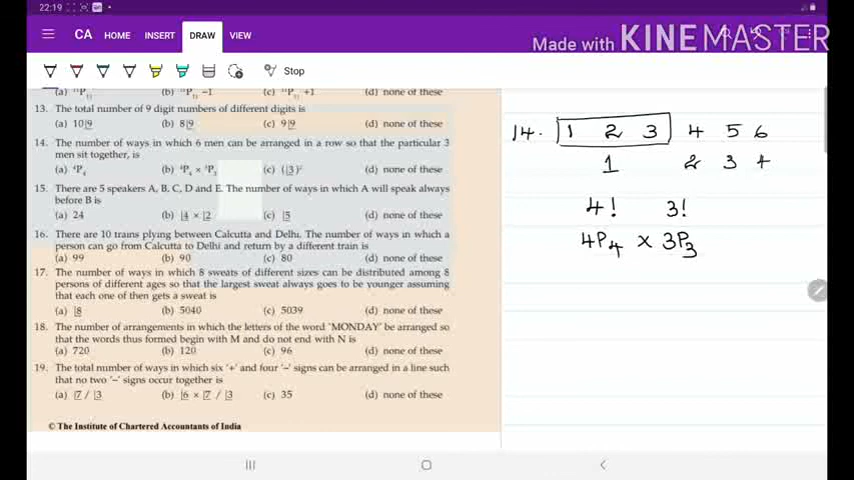 22:19
CA HOME INSERT DRAW VIEW
Made with KINEMASTER
Stop
(a) ¹¹P₁₁ (b) ¹¹P₁₁ –1 (c) ¹¹P₁₁ +1 (d) none of these
13. The total number of 9 digit numbers of different digits is
(a) 10|9 (b) 8|9 (c) 9|9 (d) none of these
14. The number of ways in which 6 men can be arranged in a row so that the particular 3
men sit together, is
(a) ⁴P₄ (b) ⁴P₄ × ³P₃ (c) (|3)² (d) none of these
15. There are 5 speakers A, B, C, D and E. The number of ways in which A will speak always
before B is
(a) 24 (b) |4 × |2 (c) |5 (d) none of these
16. There are 10 trains plying between Calcutta and Delhi. The number of ways in which a
person can go from Calcutta to Delhi and return by a different train is
(a) 99 (b) 90 (c) 80 (d) none of these
17. The number of ways in which 8 sweats of different sizes can be distributed among 8
persons of different ages so that the largest sweat always goes to be younger assuming
that each one of then gets a sweat is
(a) |8 (b) 5040 (c) 5039 (d) none of these
18. The number of arrangements in which the letters of the word 'MONDAY' be arranged so
that the words thus formed begin with M and do not end with N is
(a) 720 (b) 120 (c) 96 (d) none of these
19. The total number of ways in which six '+' and four '–' signs can be arranged in a line such
that no two '–' signs occur together is
(a) |7 / |3 (b) |6 × |7 / |3 (c) 35 (d) none of these
© The Institute of Chartered Accountants of India
14. 1 2 3 4 5 6
1 2 3 4
4! 3!
4P₄ × 3P₃